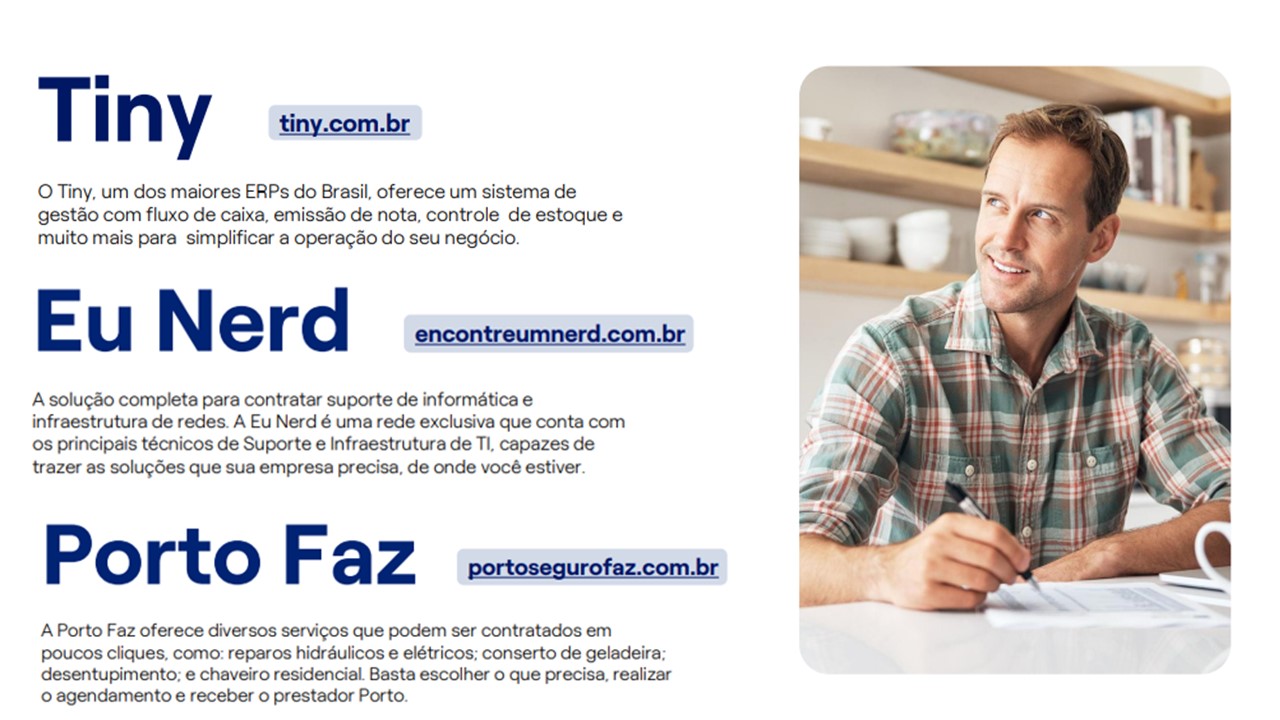 Tiny
tiny.com.br
O Tiny, um dos maiores ERPs do Brasil, oferece um sistema de
gestão com fluxo de caixa, emissão de nota, controle  de estoque e
muito mais para  simplificar a operação do seu negócio.
Eu Nerd
encontreumnerd.com.br
A solução completa para contratar suporte de informática e
infraestrutura de redes. A Eu Nerd é uma rede exclusiva que conta com
os principais técnicos de Suporte e Infraestrutura de TI, capazes de
trazer as soluções que sua empresa precisa, de onde você estiver.
Porto Faz
portosegurofaz.com.br
A Porto Faz oferece diversos serviços que podem ser contratados em
poucos cliques, como: reparos hidráulicos e elétricos; conserto de geladeira;
desentupimento; e chaveiro residencial. Basta escolher o que precisa, realizar
o agendamento e receber o prestador Porto.